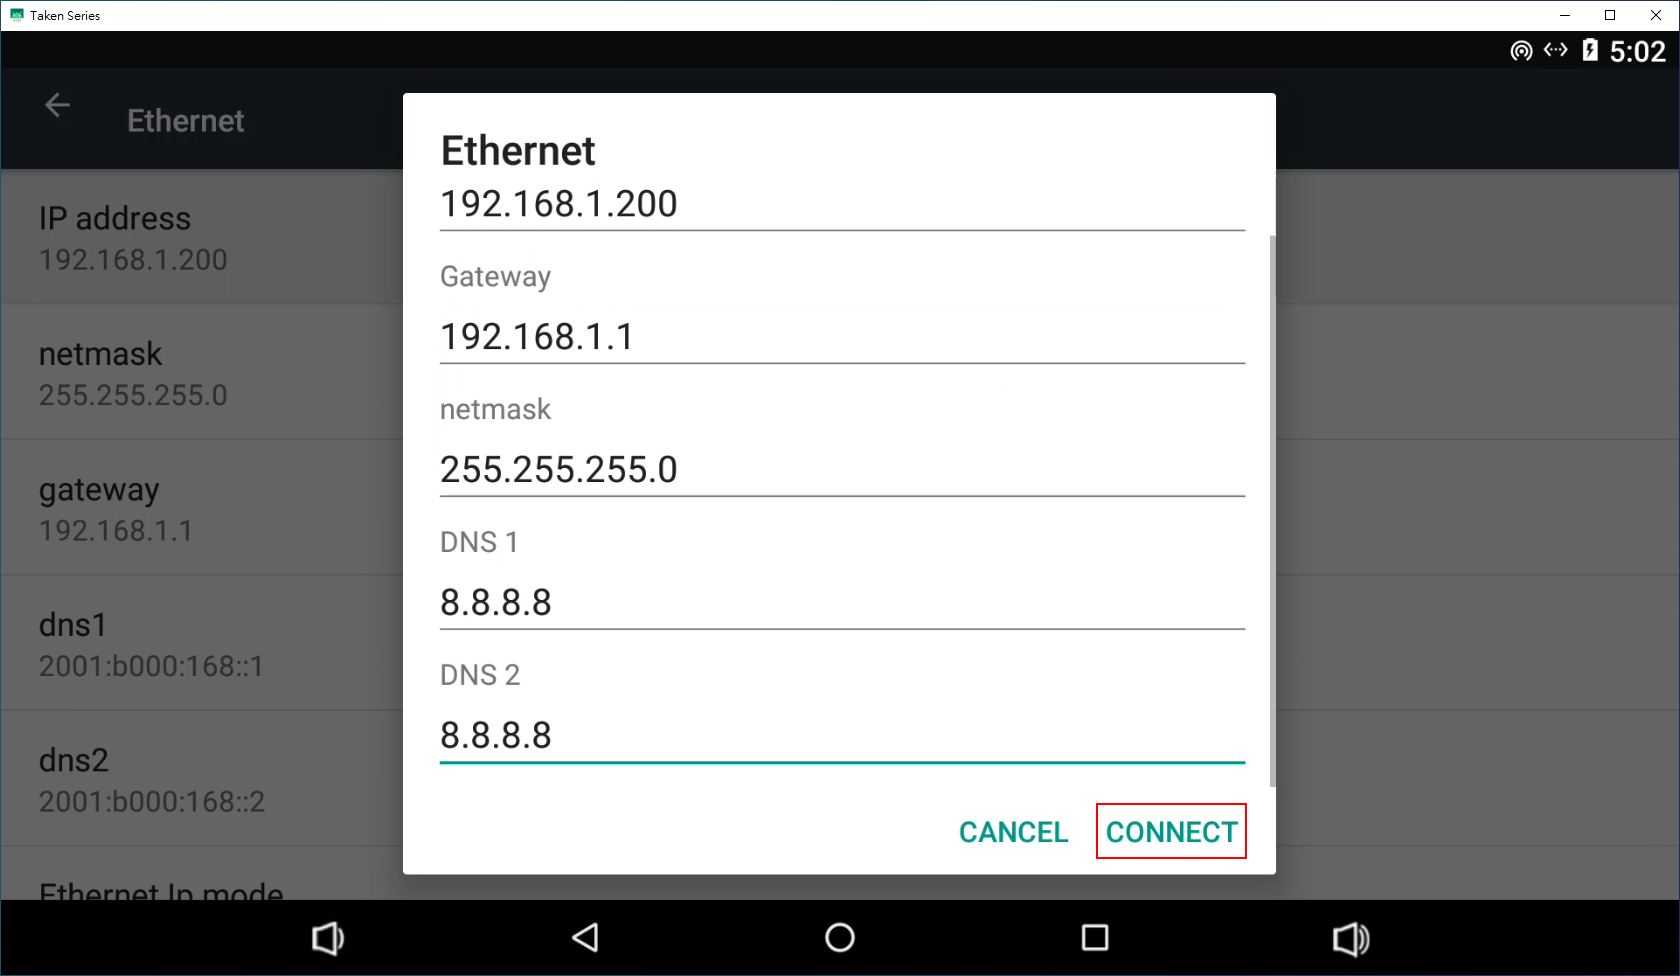 Taken Series
5:02
Ethernet
IP address
192.168.1.200
netmask
255.255.255.0
gateway
192.168.1.1
dns1
2001:b000:168::1
dns2
2001:b000:168::2
Ethernet Ip mode
Ethernet
192.168.1.200
Gateway
192.168.1.1
netmask
255.255.255.0
DNS 1
8.8.8.8
DNS 2
8.8.8.8
CANCEL CONNECT